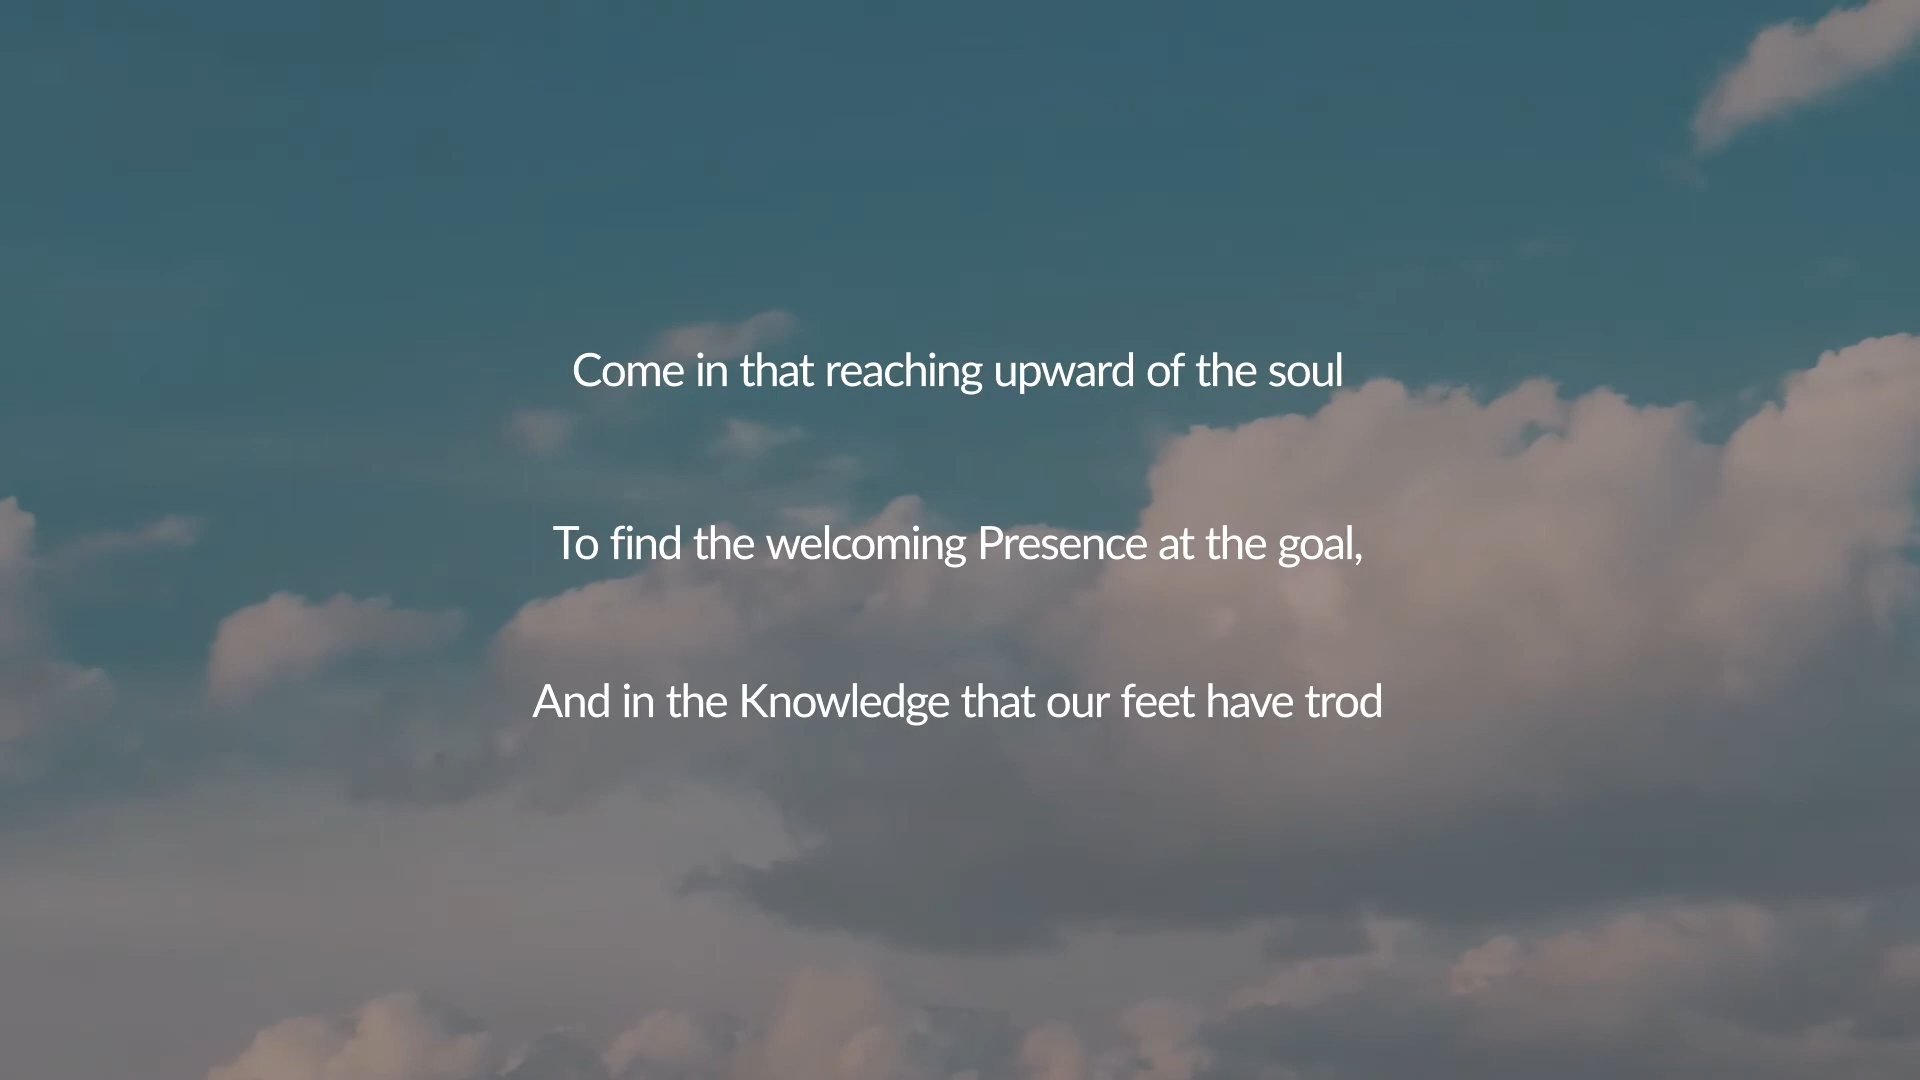 Come in that reaching upward of the soul
To find the welcoming Presence at the goal,
And in the Knowledge that our feet have trod